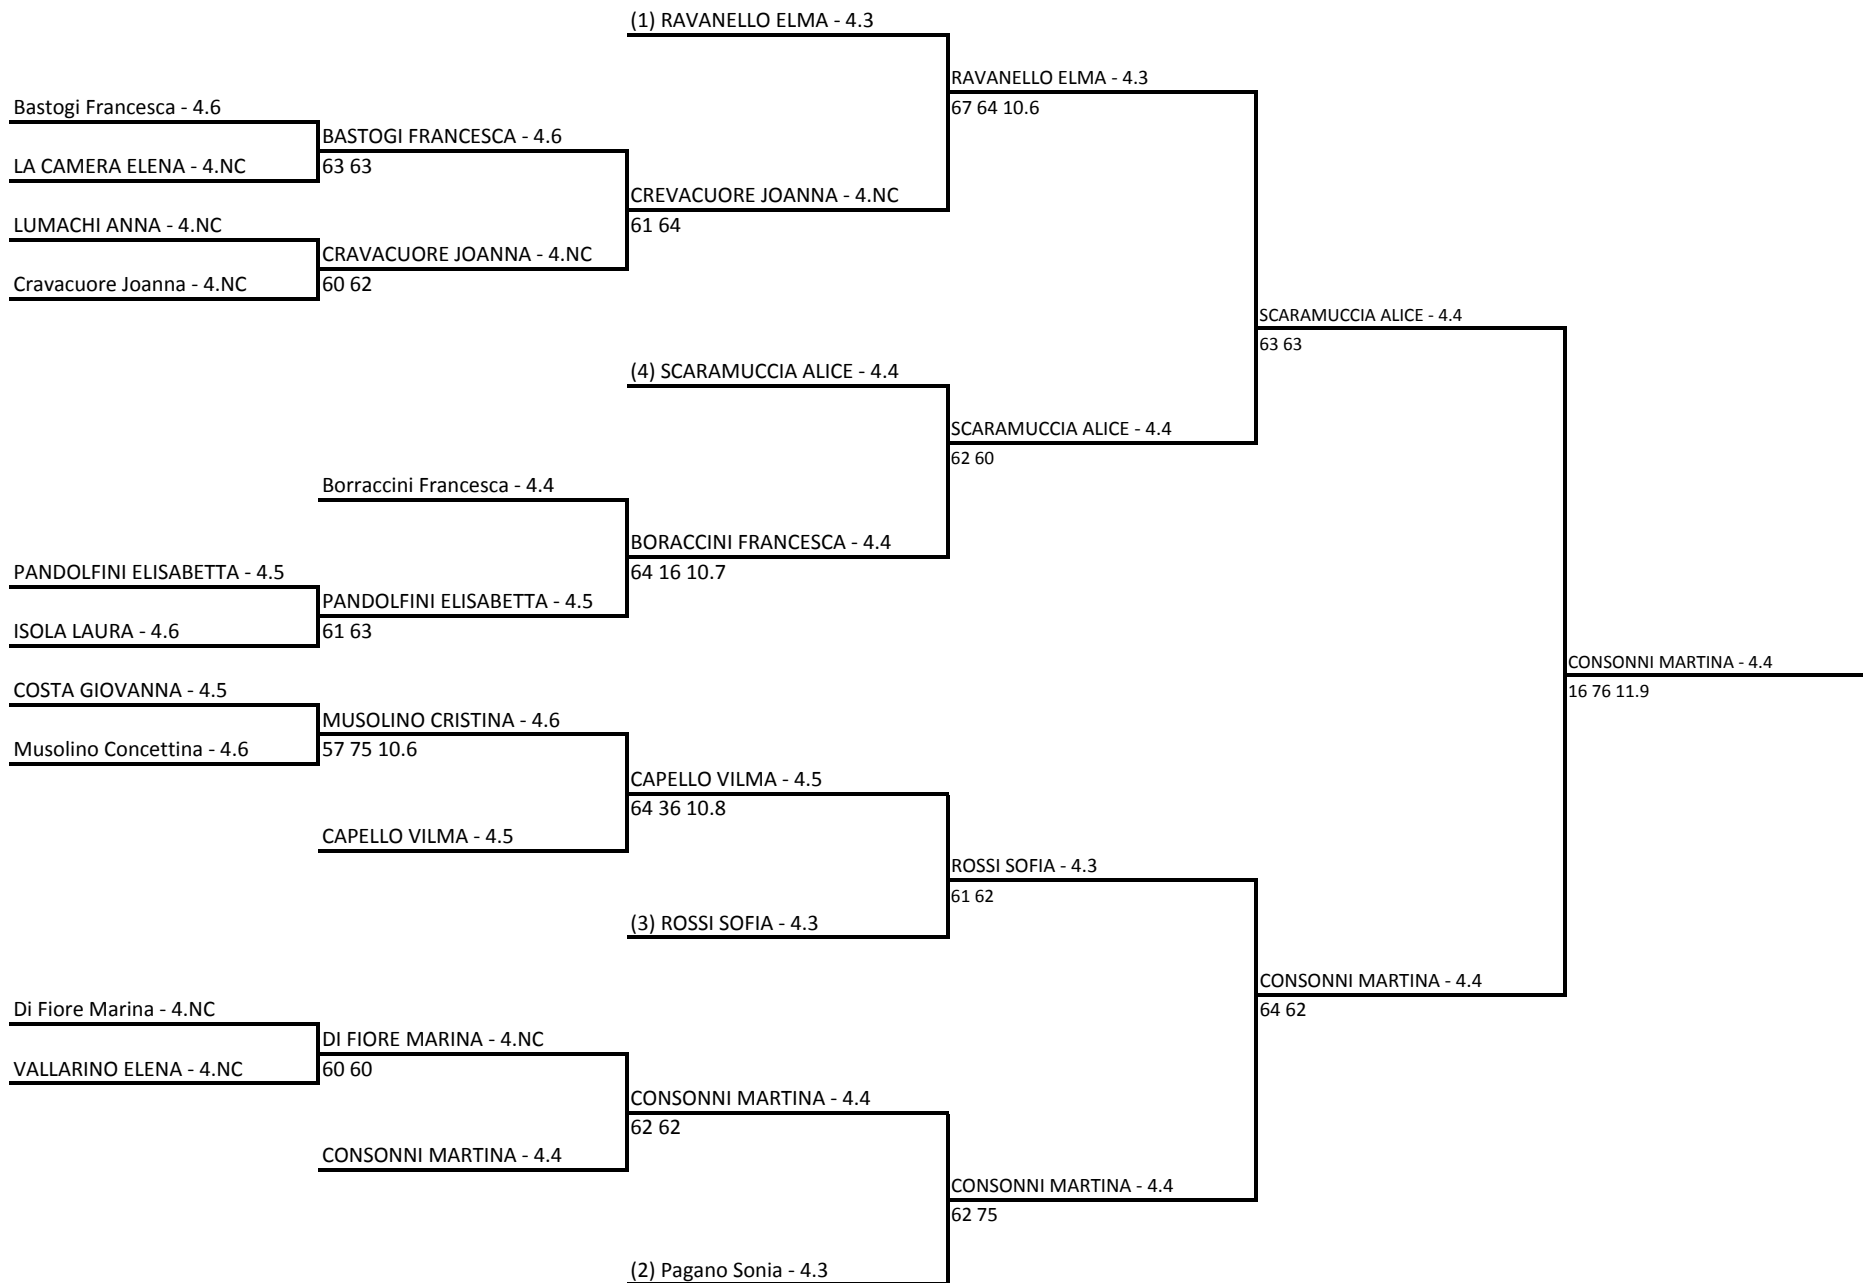 (1) RAVANELLO ELMA - 4.3
RAVANELLO ELMA - 4.3
67 64 10.6
Bastogi Francesca - 4.6
BASTOGI FRANCESCA - 4.6
63 63
LA CAMERA ELENA - 4.NC
CREVACUORE JOANNA - 4.NC
61 64
LUMACHI ANNA - 4.NC
CRAVACUORE JOANNA - 4.NC
60 62
Cravacuore Joanna - 4.NC
SCARAMUCCIA ALICE - 4.4
63 63
(4) SCARAMUCCIA ALICE - 4.4
SCARAMUCCIA ALICE - 4.4
62 60
Borraccini Francesca - 4.4
BORACCINI FRANCESCA - 4.4
64 16 10.7
PANDOLFINI ELISABETTA - 4.5
PANDOLFINI ELISABETTA - 4.5
61 63
ISOLA LAURA - 4.6
CONSONNI MARTINA - 4.4
16 76 11.9
COSTA GIOVANNA - 4.5
MUSOLINO CRISTINA - 4.6
57 75 10.6
Musolino Concettina - 4.6
CAPELLO VILMA - 4.5
64 36 10.8
CAPELLO VILMA - 4.5
ROSSI SOFIA - 4.3
61 62
(3) ROSSI SOFIA - 4.3
CONSONNI MARTINA - 4.4
64 62
Di Fiore Marina - 4.NC
DI FIORE MARINA - 4.NC
60 60
VALLARINO ELENA - 4.NC
CONSONNI MARTINA - 4.4
62 62
CONSONNI MARTINA - 4.4
CONSONNI MARTINA - 4.4
62 75
(2) Pagano Sonia - 4.3